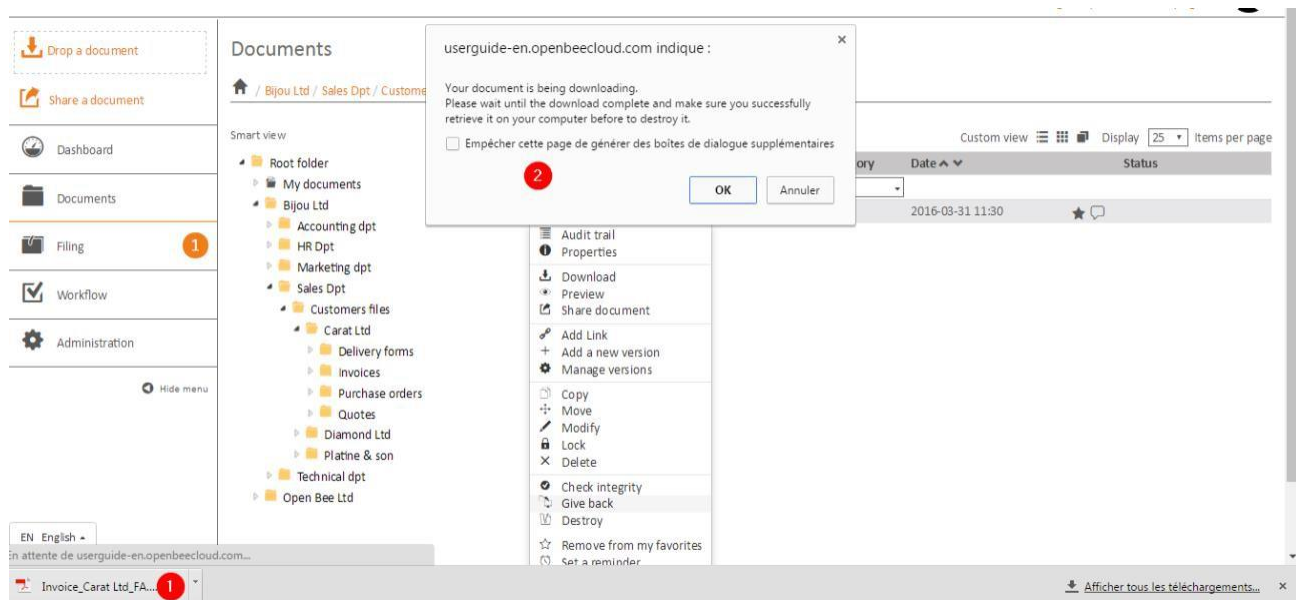 Drop a document
Share a document
Dashboard
Documents
Filing
1
Workflow
Administration
Hide menu
EN English
Documents
/ Bijou Ltd / Sales Dpt / Custome
Smart view
Root folder
My documents
Bijou Ltd
Accounting dpt
HR Dpt
Marketing dpt
Sales Dpt
Customers files
Carat Ltd
Delivery forms
Invoices
Purchase orders
Quotes
Diamond Ltd
Platine & son
Technical dpt
Open Bee Ltd
userguide-en.openbeecloud.com indique :
Your document is being downloading.
Please wait until the download complete and make sure you successfully
retrieve it on your computer before to destroy it.
Empêcher cette page de générer des boîtes de dialogue supplémentaires
2
OK Annuler
Custom view Display 25 Items per page
ory Date Status
2016-03-31 11:30
Audit trail
Properties
Download
Preview
Share document
Add Link
Add a new version
Manage versions
Copy
Move
Modify
Lock
Delete
Check integrity
Give back
Destroy
Remove from my favorites
Set a reminder
En attente de userguide-en.openbeecloud.com...
Invoice_Carat Ltd_FA.... 1
Afficher tous les téléchargements...